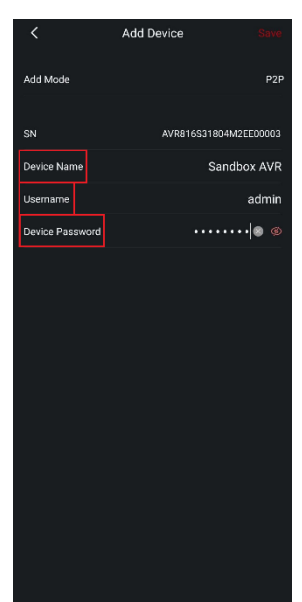 Add Device Save
Add Mode P2P
SN AVR816S31804M2EE00003
Device Name Sandbox AVR
Username admin
Device Password ••••••••